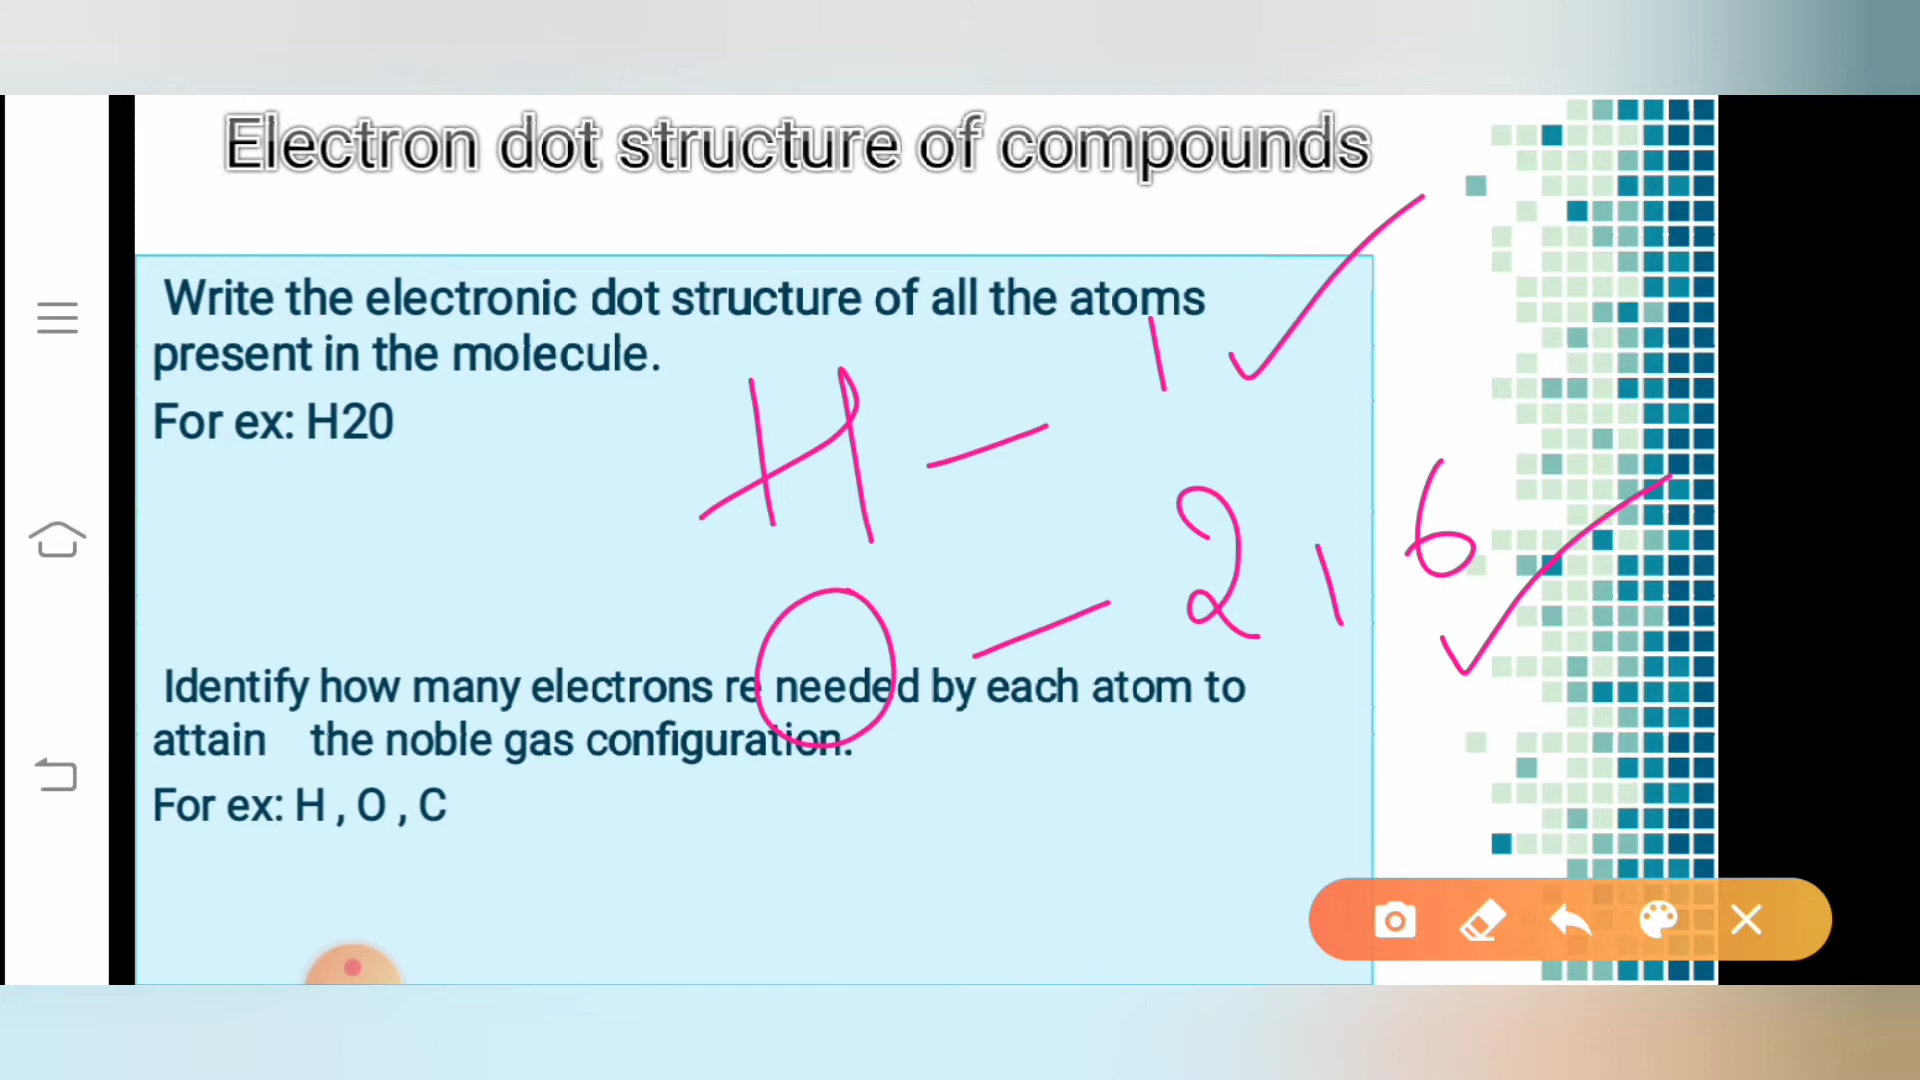 Electron dot structure of compounds
Write the electronic dot structure of all the atoms
present in the molecule.
For ex: H20
H - 1
O - 2, 6
Identify how many electrons re needed by each atom to
attain the noble gas configuration.
For ex: H , O , C